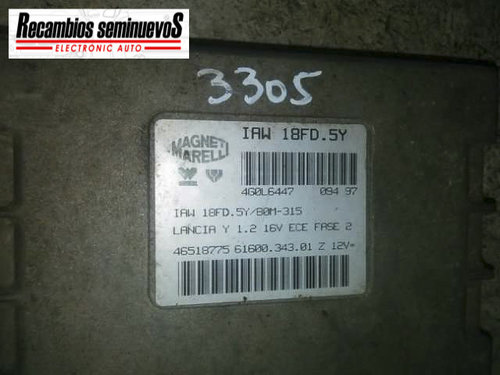 Recambios seminuevoS
ELECTRONIC AUTO
3305
MAGNETI
MARELLI
IAW 18FD.5Y
4G0L6447 094 97
IAW 18FD.5Y/B0M-315
LANCIA Y 1.2 16V ECE FASE 2
46518775 61600.343.01 Z 12V=